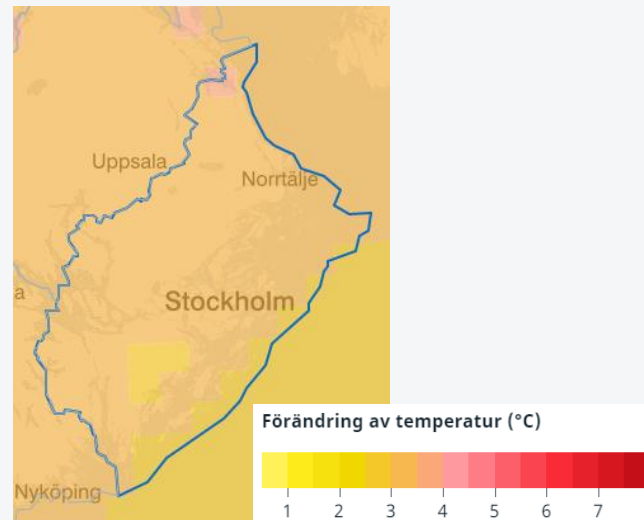 Uppsala
Norrtälje
a
Stockholm
Nyköping
Förändring av temperatur (°C)
1 2 3 4 5 6 7